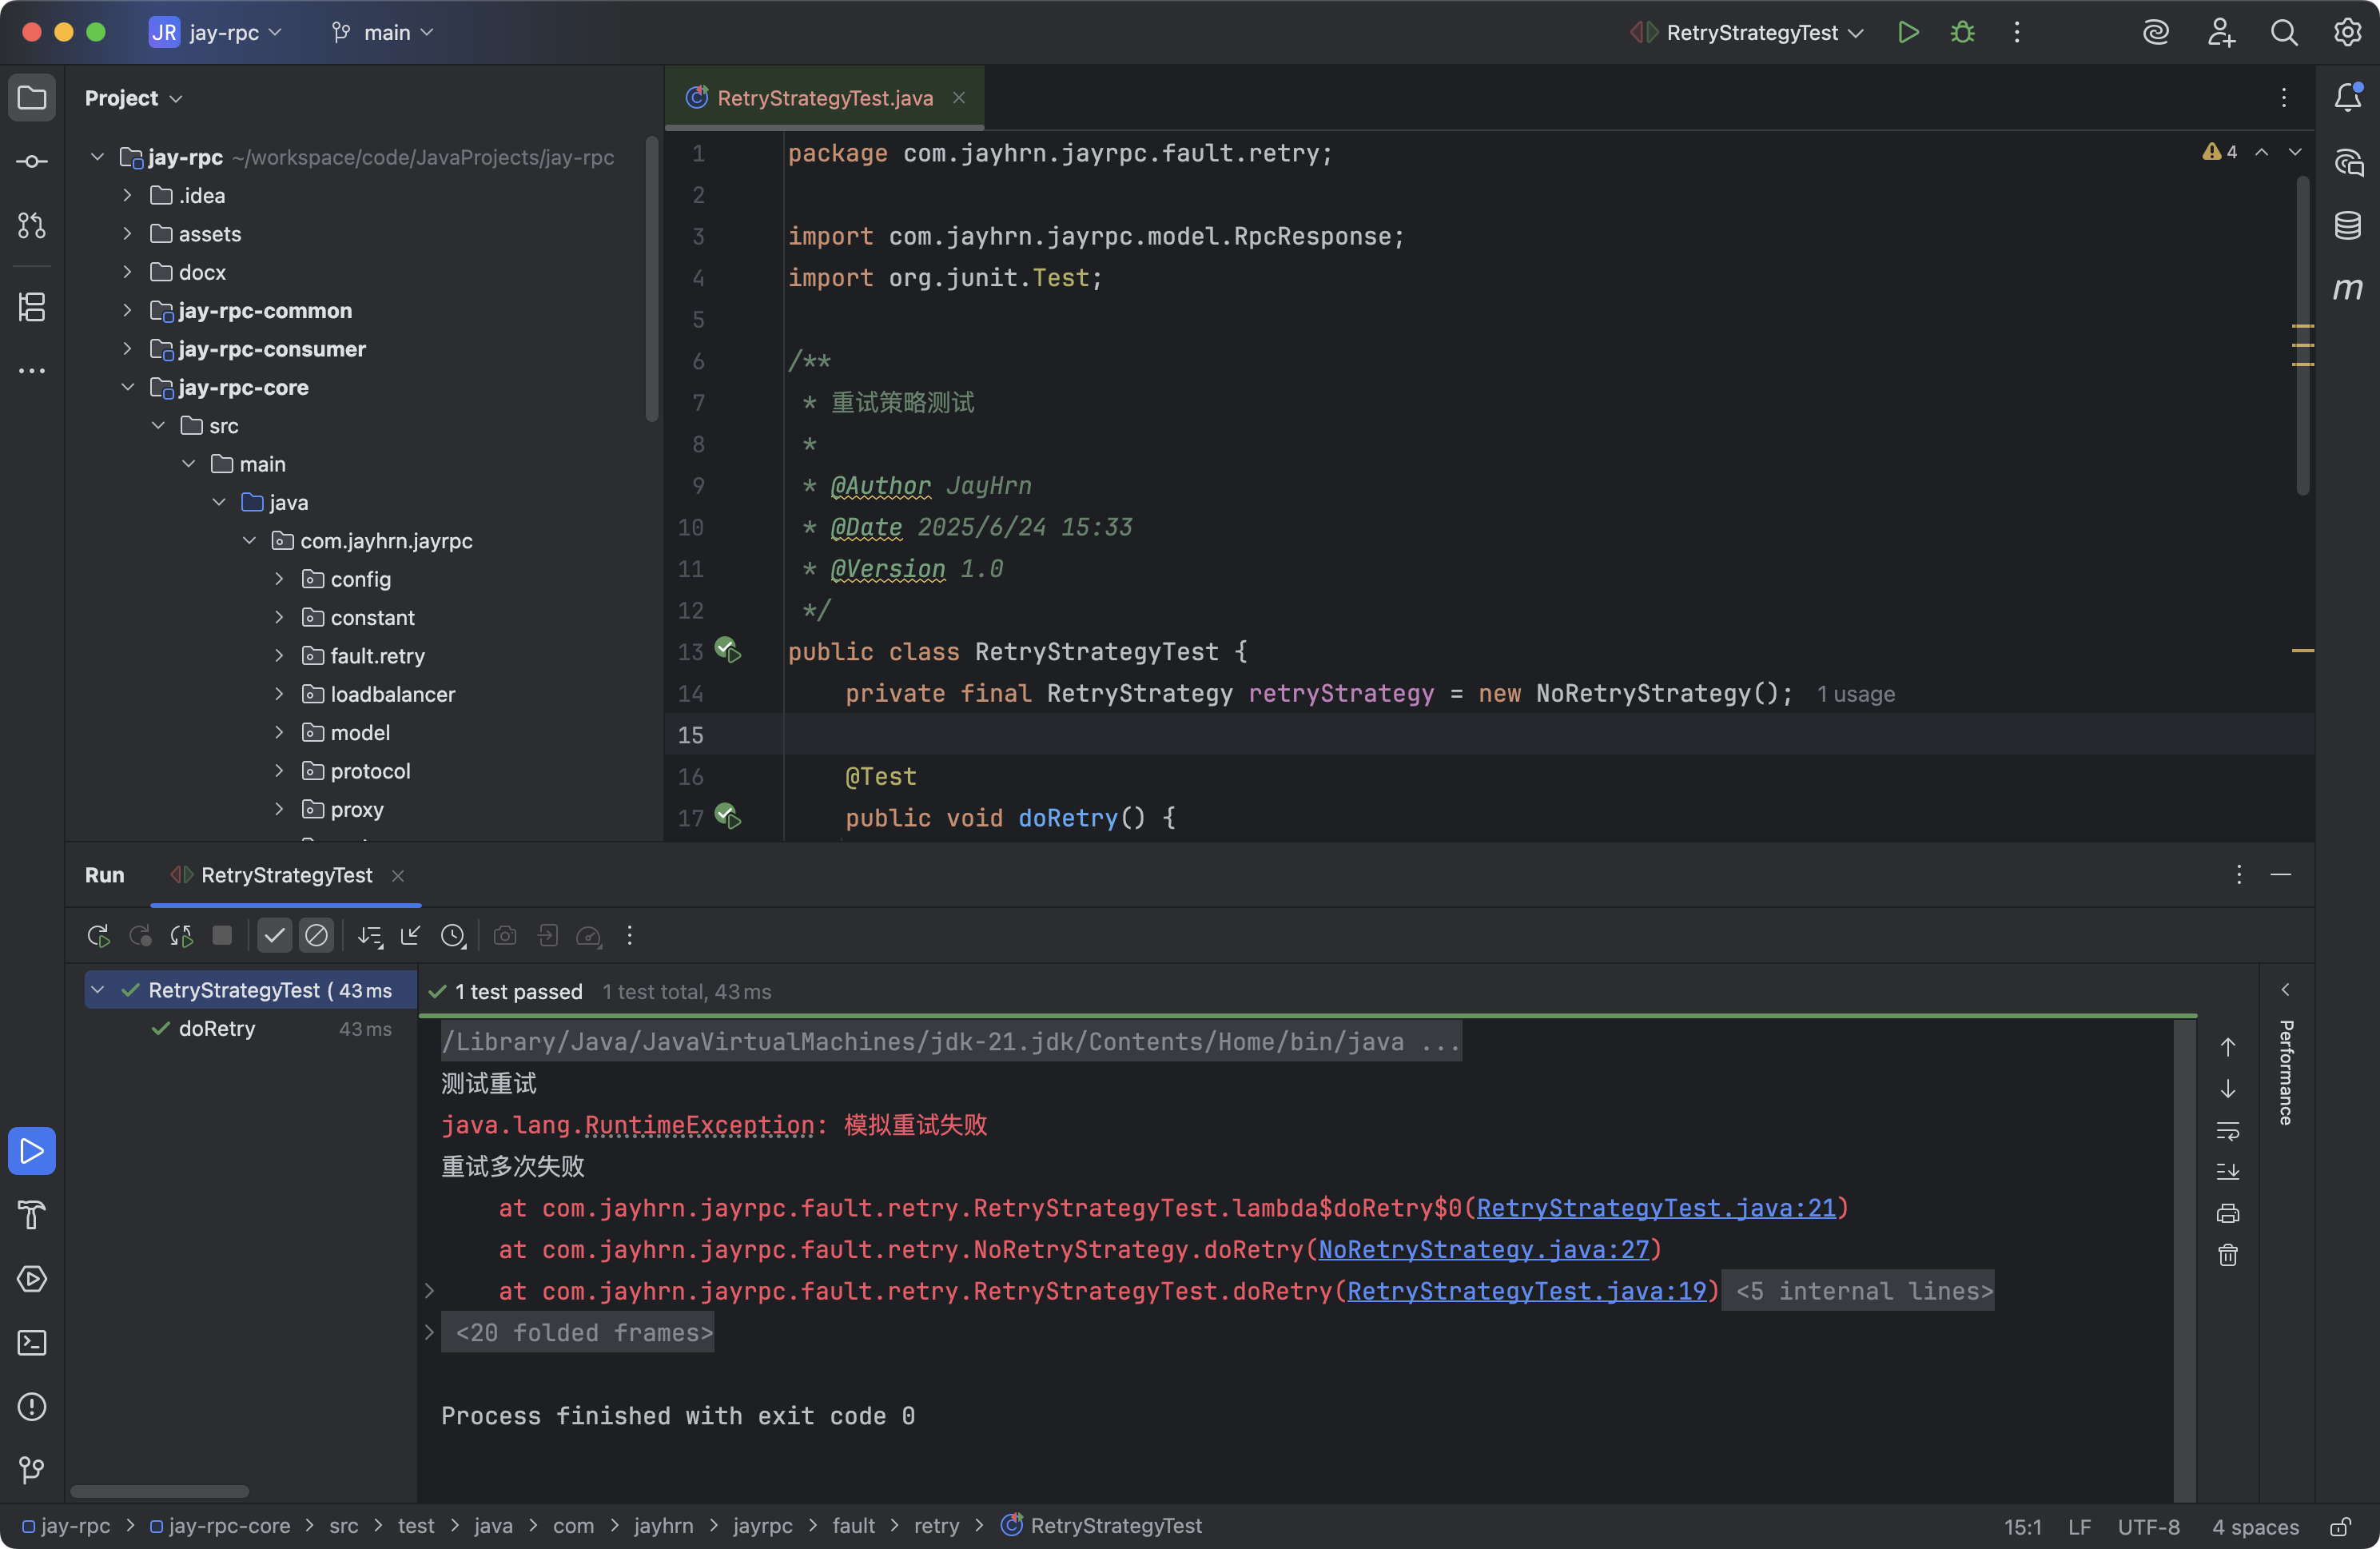 JR jay-rpc main RetryStrategyTest
Project
RetryStrategyTest.java
jay-rpc ~/workspace/code/JavaProjects/jay-rpc
.idea
assets
docx
jay-rpc-common
jay-rpc-consumer
jay-rpc-core
src
main
java
com.jayhrn.jayrpc
config
constant
fault.retry
loadbalancer
model
protocol
proxy
4
1 package com.jayhrn.jayrpc.fault.retry;
2
3 import com.jayhrn.jayrpc.model.RpcResponse;
4 import org.junit.Test;
5
6 /**
7 * 重试策略测试
8 *
9 * @Author JayHrn
10 * @Date 2025/6/24 15:33
11 * @Version 1.0
12 */
13 public class RetryStrategyTest {
14 private final RetryStrategy retryStrategy = new NoRetryStrategy(); 1 usage
15
16 @Test
17 public void doRetry() {
m
Run RetryStrategyTest
RetryStrategyTest ( 43 ms
doRetry 43 ms
1 test passed 1 test total, 43 ms
/Library/Java/JavaVirtualMachines/jdk-21.jdk/Contents/Home/bin/java ...
测试重试
java.lang.RuntimeException: 模拟重试失败
重试多次失败
at com.jayhrn.jayrpc.fault.retry.RetryStrategyTest.lambda$doRetry$0(RetryStrategyTest.java:21)
at com.jayhrn.jayrpc.fault.retry.NoRetryStrategy.doRetry(NoRetryStrategy.java:27)
at com.jayhrn.jayrpc.fault.retry.RetryStrategyTest.doRetry(RetryStrategyTest.java:19) <5 internal lines>
<20 folded frames>
Process finished with exit code 0
Performance
jay-rpc > jay-rpc-core > src > test > java > com > jayhrn > jayrpc > fault > retry > RetryStrategyTest
15:1 LF UTF-8 4 spaces